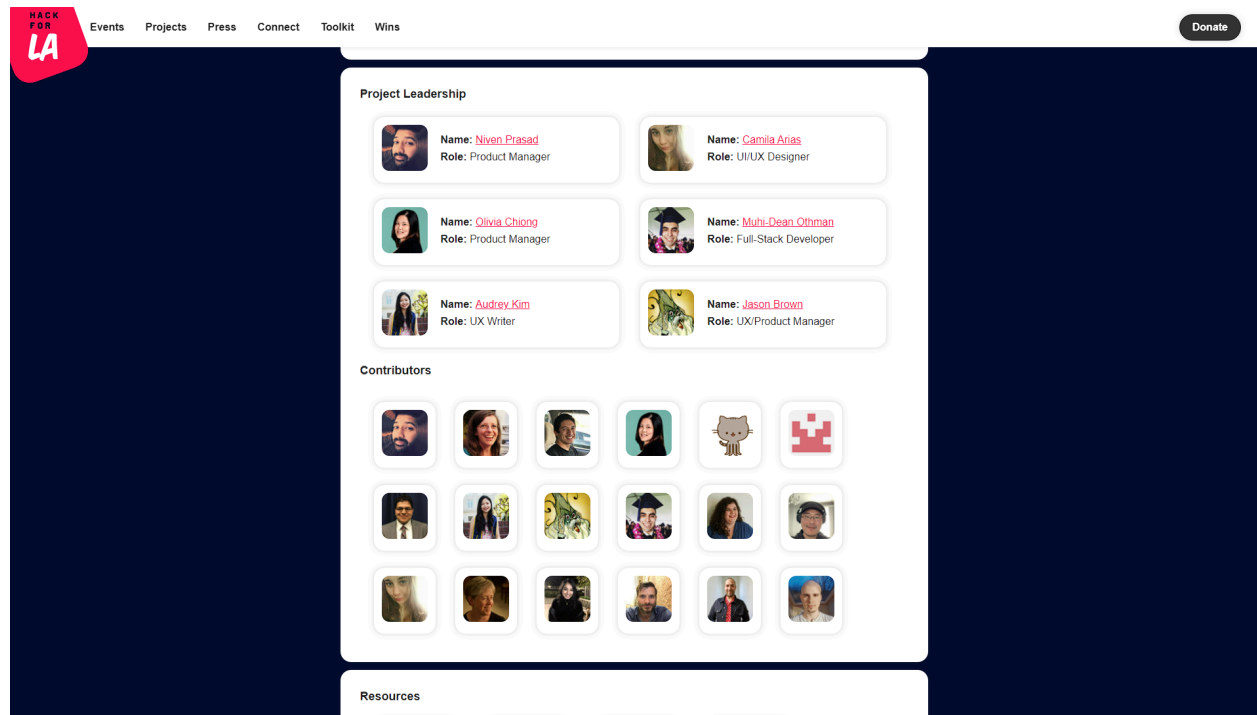 HACK
FOR
LA
Events Projects Press Connect Toolkit Wins
Donate
Project Leadership
Name: Niven Prasad
Role: Product Manager
Name: Camila Arias
Role: UI/UX Designer
Name: Olivia Chiong
Role: Product Manager
Name: Muhi-Dean Othman
Role: Full-Stack Developer
Name: Audrey Kim
Role: UX Writer
Name: Jason Brown
Role: UX/Product Manager
Contributors
Resources